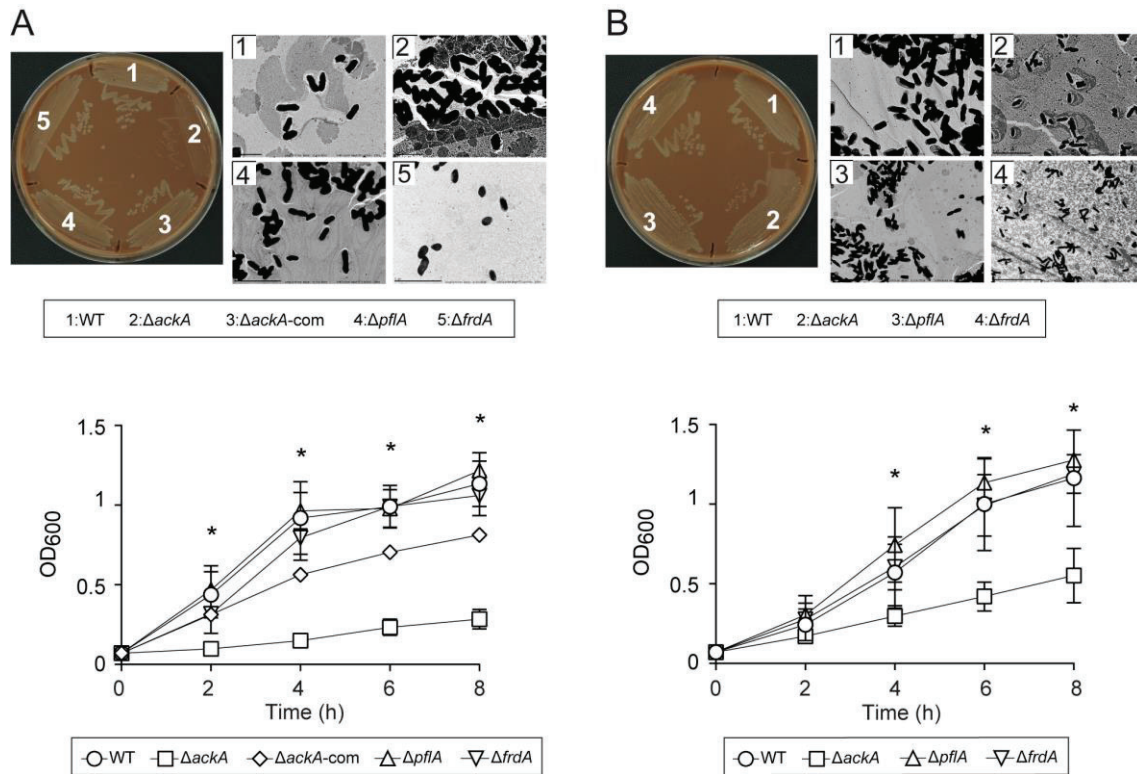 A
1
2
3
4
5
1
2
4
5
1:WT 2:ΔackA 3:ΔackA-com 4:ΔpflA 5:ΔfrdA
OD600
1.5
1
0.5
0
* * * *
0 2 4 6 8
Time (h)
WT ΔackA ΔackA-com ΔpflA ΔfrdA
B
4
1
3
2
1
2
3
4
1:WT 2:ΔackA 3:ΔpflA 4:ΔfrdA
OD600
1.5
1
0.5
0
* * *
0 2 4 6 8
Time (h)
WT ΔackA ΔpflA ΔfrdA